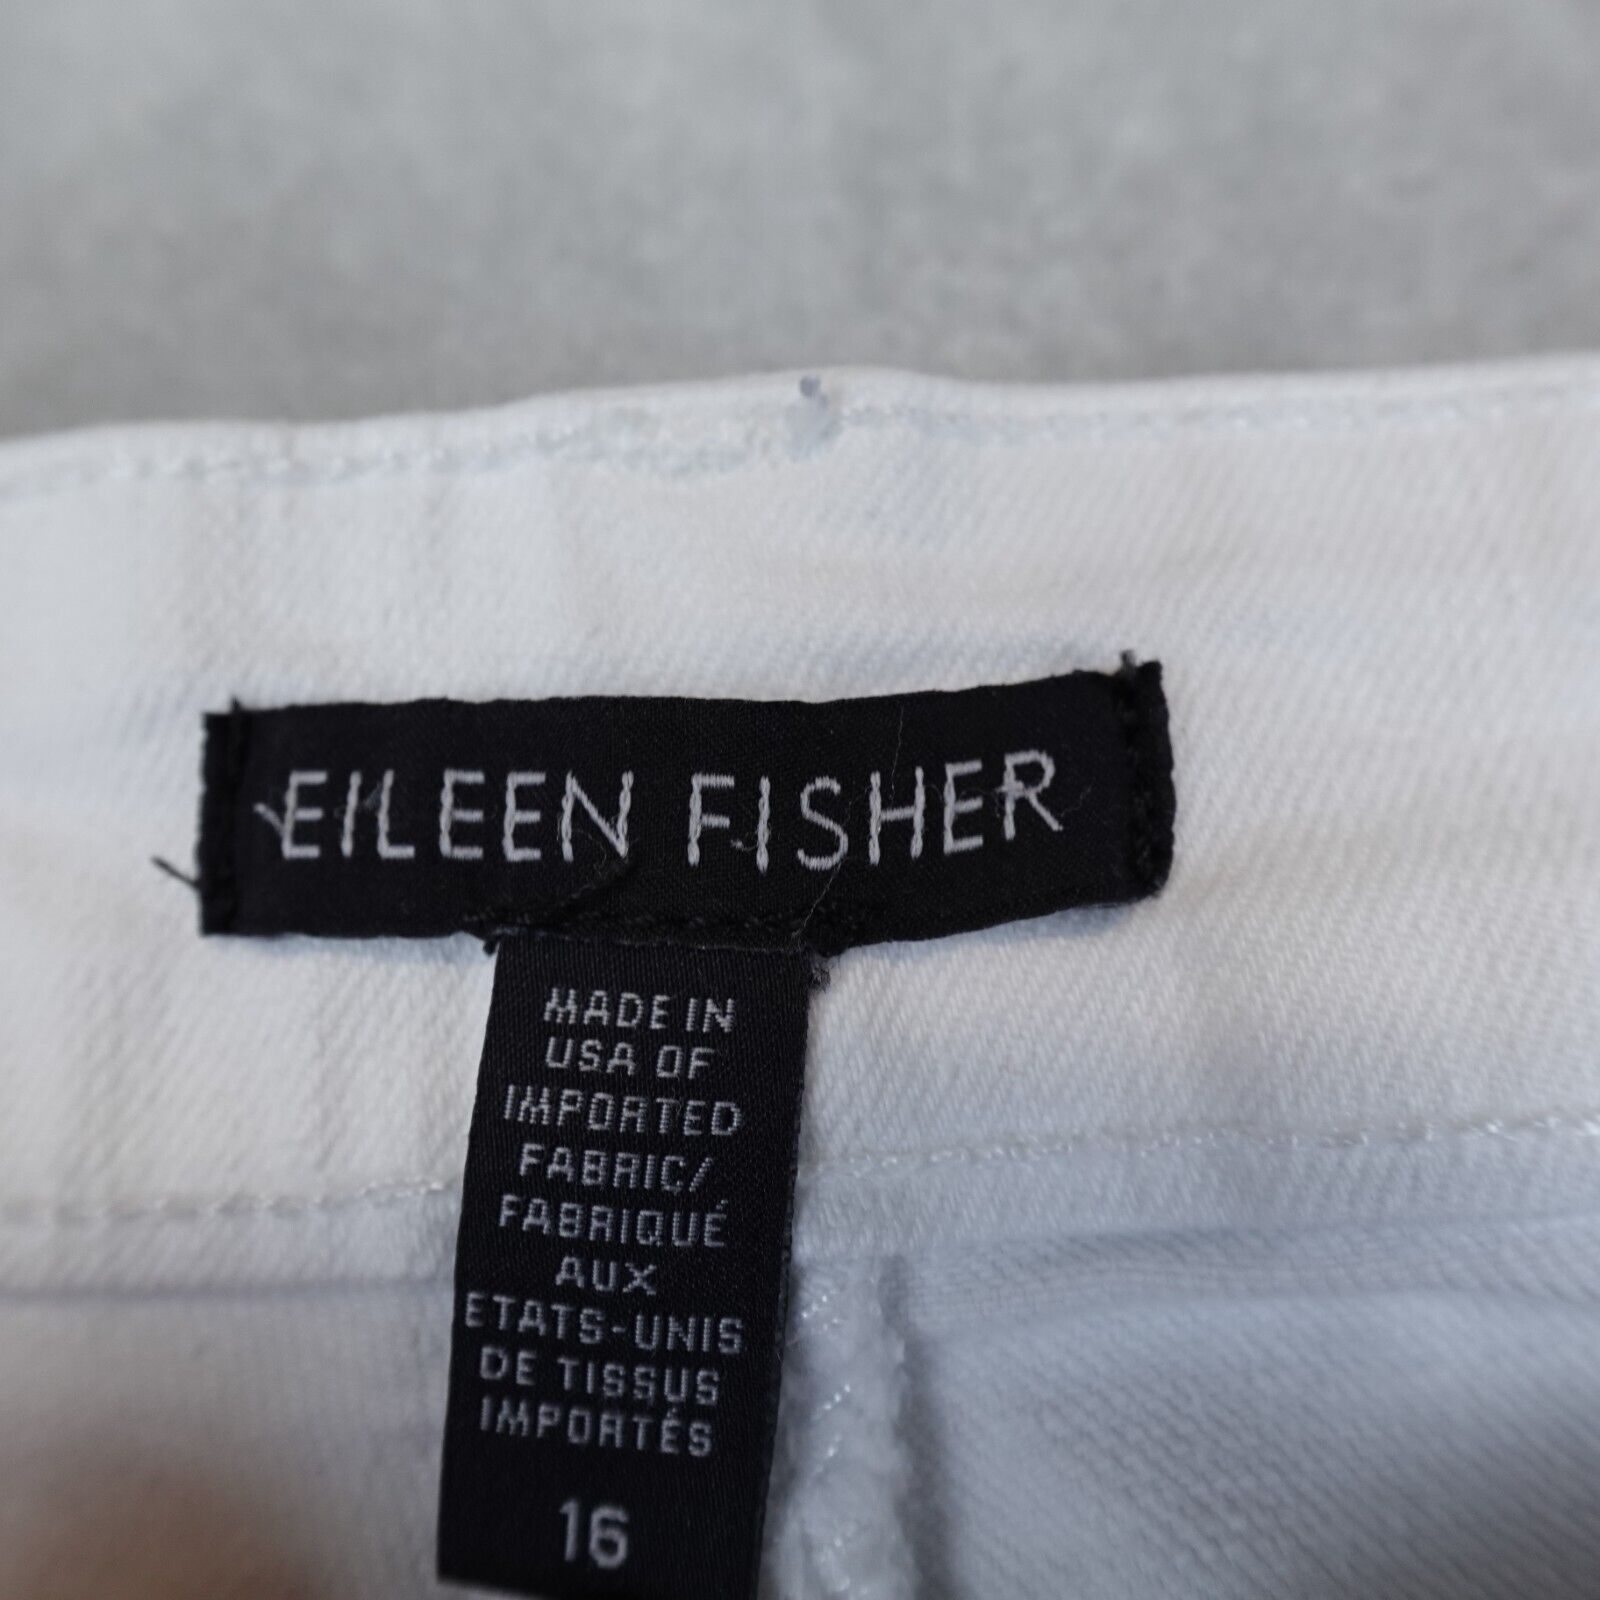 EILEEN FISHER
MADE IN
USA OF
IMPORTED
FABRIC/
FABRIQUÉ
AUX
ETATS-UNIS
DE TISSUS
IMPORTÉS
16